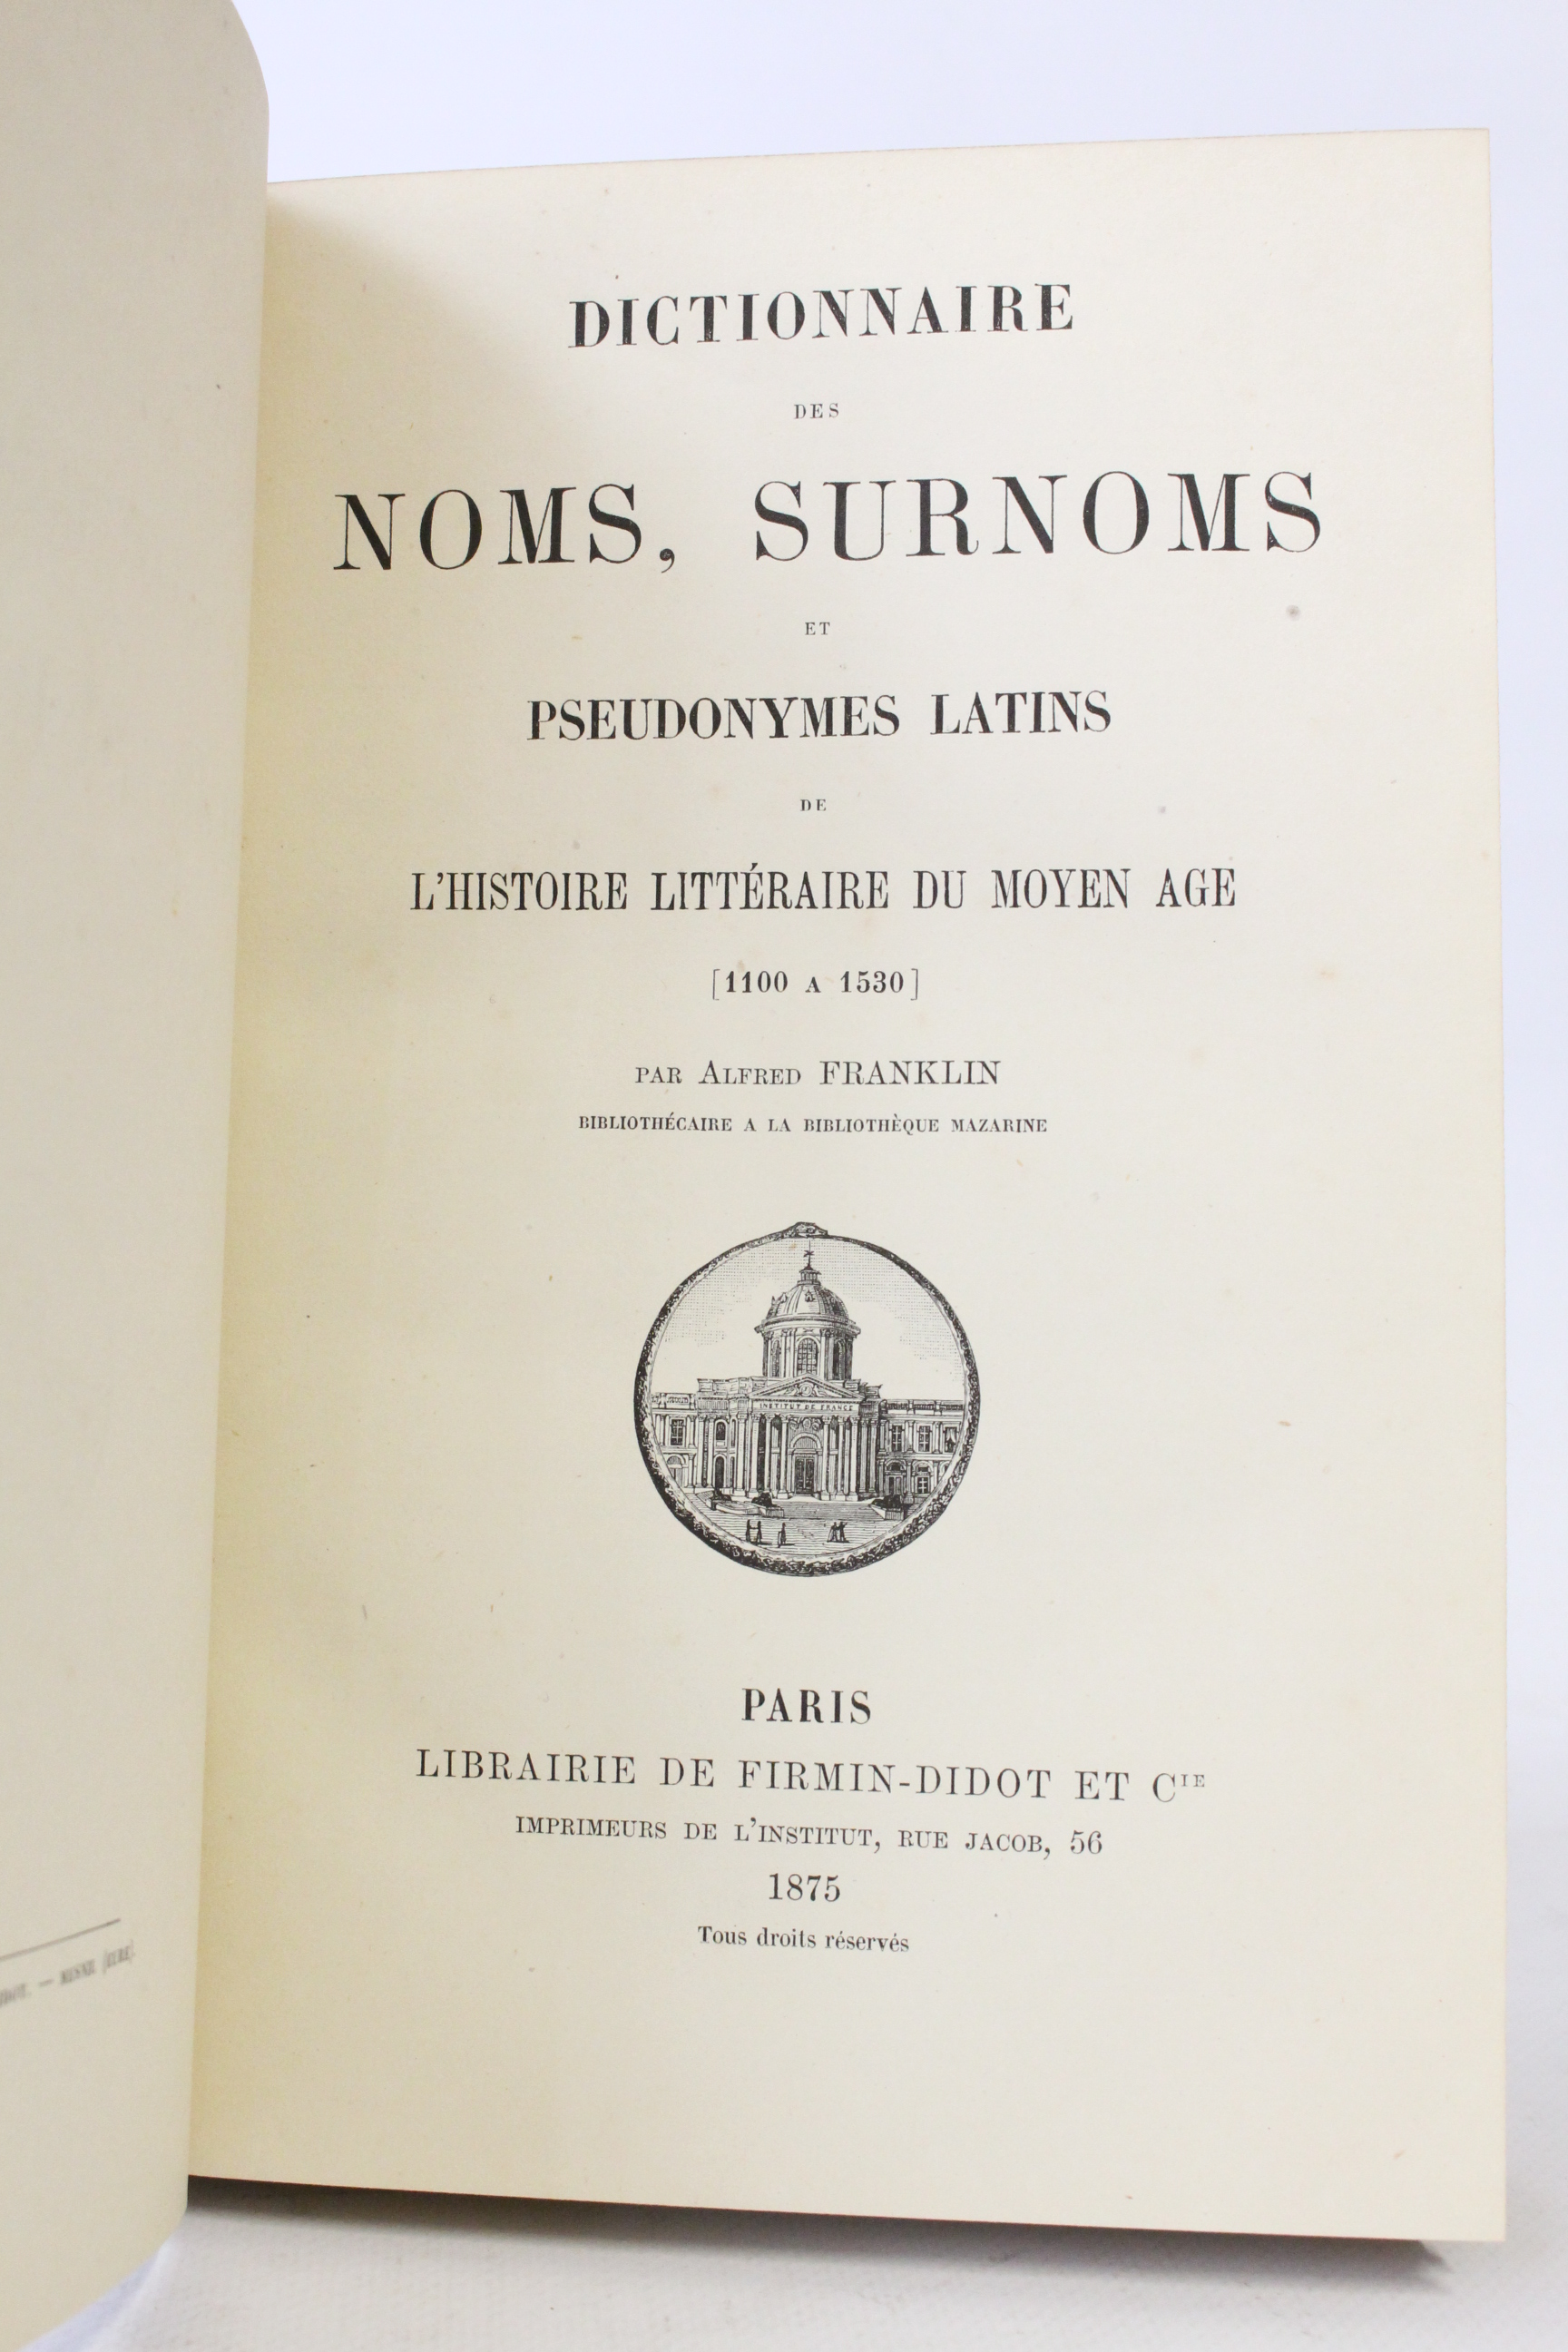 DICTIONNAIRE
DES
NOMS, SURNOMS
ET
PSEUDONYMES LATINS
DE
L'HISTOIRE LITTÉRAIRE DU MOYEN AGE
[1100 A 1530]
PAR ALFRED FRANKLIN
BIBLIOTHÉCAIRE A LA BIBLIOTHÈQUE MAZARINE
INSTITUT DE FRANCE
PARIS
LIBRAIRIE DE FIRMIN-DIDOT ET CIE
IMPRIMEURS DE L'INSTITUT, RUE JACOB, 56
1875
Tous droits réservés
— MESNIL (EURE).